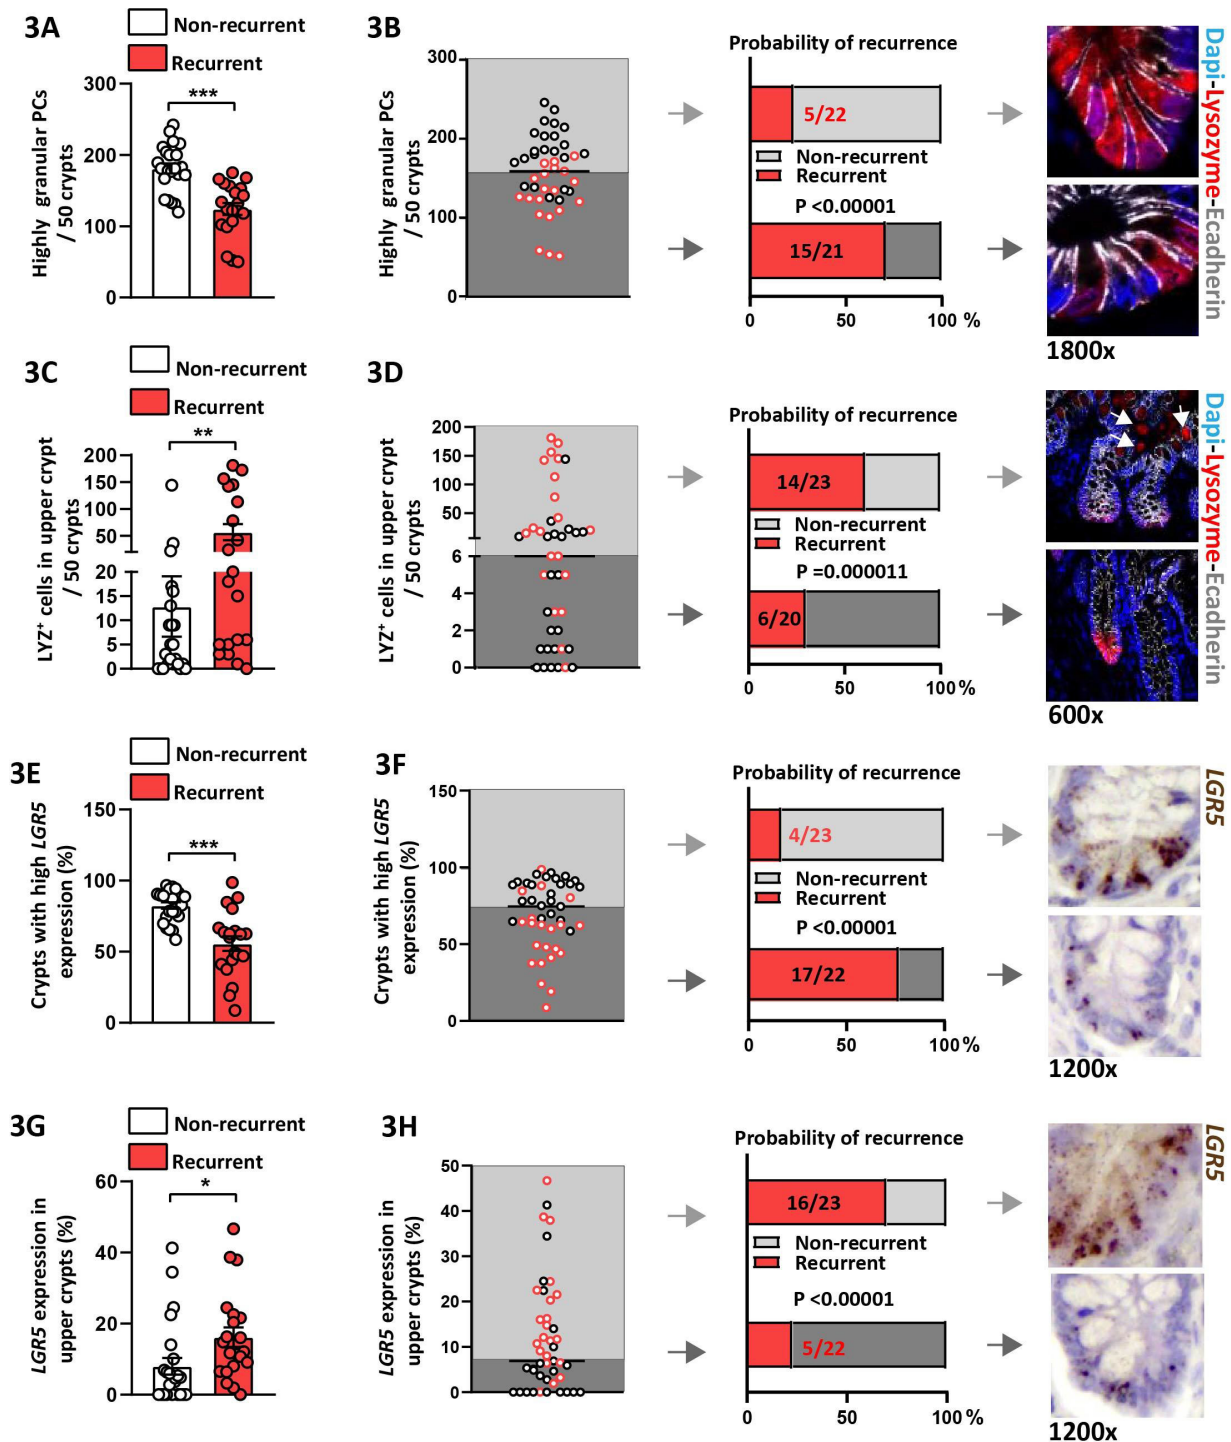 3A
Non-recurrent
Recurrent
Highly granular PCs
/ 50 crypts
300
200
100
0
***
3B
Highly granular PCs
/ 50 crypts
300
200
100
0
Probability of recurrence
5/22
Non-recurrent
Recurrent
P <0.00001
15/21
0 50 100 %
Dapi-Lysozyme-Ecadherin
1800x
3C
Non-recurrent
Recurrent
LYZ+ cells in upper crypt
/ 50 crypts
200
150
100
50
20
15
10
5
0
**
3D
LYZ+ cells in upper crypt
/ 50 crypts
200
150
100
50
6
4
2
0
Probability of recurrence
14/23
Non-recurrent
Recurrent
P =0.000011
6/20
0 50 100 %
Dapi-Lysozyme-Ecadherin
600x
3E
Non-recurrent
Recurrent
Crypts with high LGR5
expression (%)
150
100
50
0
***
3F
Crypts with high LGR5
expression (%)
150
100
50
0
Probability of recurrence
4/23
Non-recurrent
Recurrent
P <0.00001
17/22
0 50 100 %
LGR5
1200x
3G
Non-recurrent
Recurrent
LGR5 expression in
upper crypts (%)
60
40
20
0
*
3H
LGR5 expression in
upper crypts (%)
50
40
30
20
10
0
Probability of recurrence
16/23
Non-recurrent
Recurrent
P <0.00001
5/22
0 50 100 %
LGR5
1200x